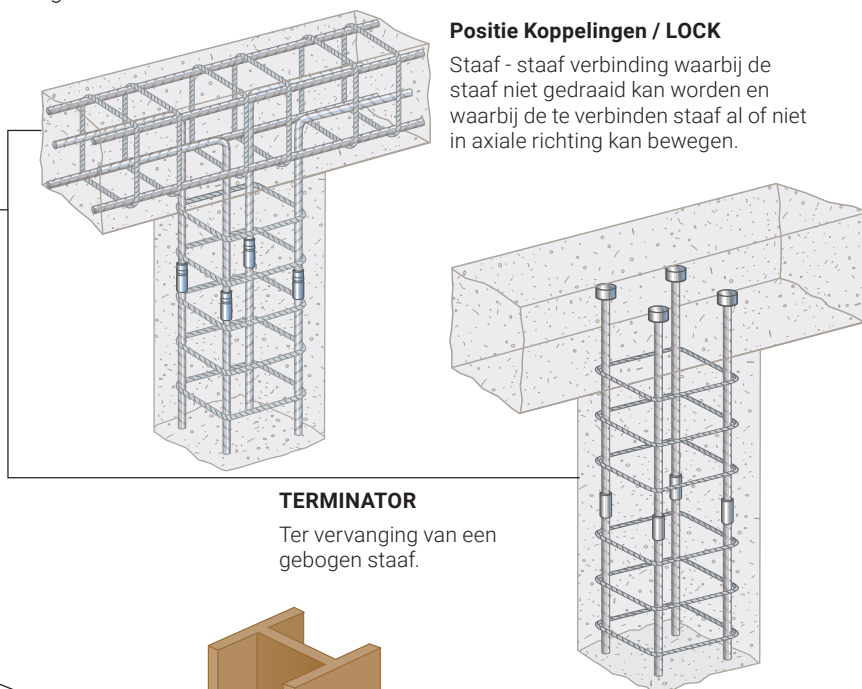 Positie Koppelingen / LOCK
Staaf - staaf verbinding waarbij de
staaf niet gedraaid kan worden en
waarbij de te verbinden staaf al of niet
in axiale richting kan bewegen.
TERMINATOR
Ter vervanging van een
gebogen staaf.